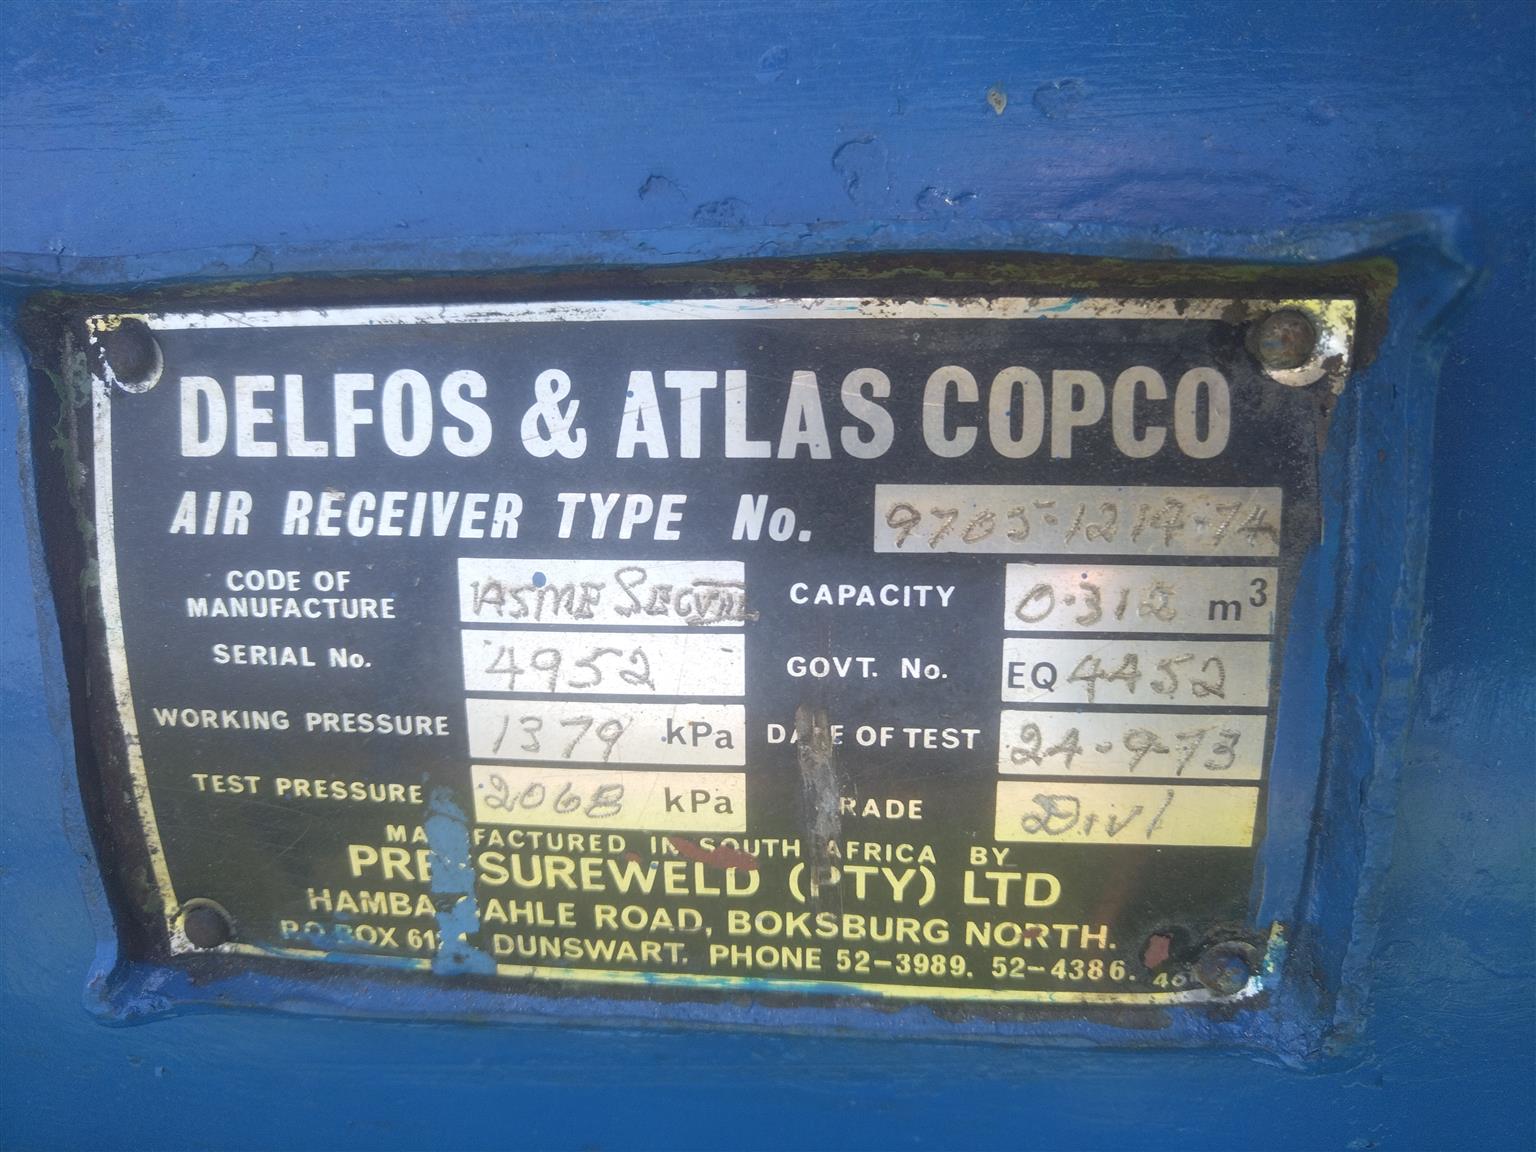 DELFOS & ATLAS COPCO
AIR RECEIVER TYPE No. 9705-1214-74
CODE OF MANUFACTURE ASME SEC VIII
CAPACITY 0.312 m³
SERIAL No. 4952
GOVT. No. EQ 4452
WORKING PRESSURE 1379 kPa
DATE OF TEST 24-9-73
TEST PRESSURE 2068 kPa
GRADE Div 1
MANUFACTURED IN SOUTH AFRICA BY
PRESSUREWELD (PTY) LTD
ROAD, BOKSBURG NORTH.
P.O. BOX DUNSWART. PHONE 52-3989. 52-4386.